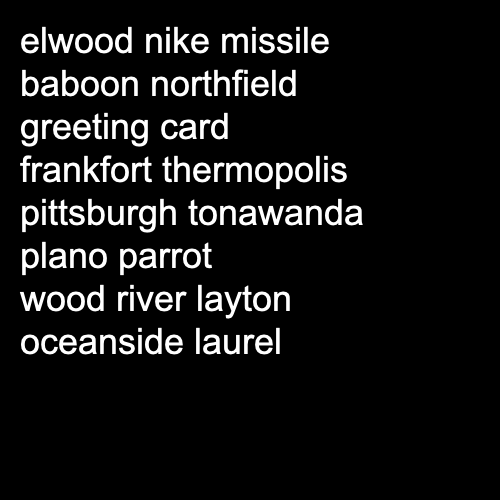 elwood nike missile
baboon northfield
greeting card
frankfort thermopolis
pittsburgh tonawanda
plano parrot
wood river layton
oceanside laurel